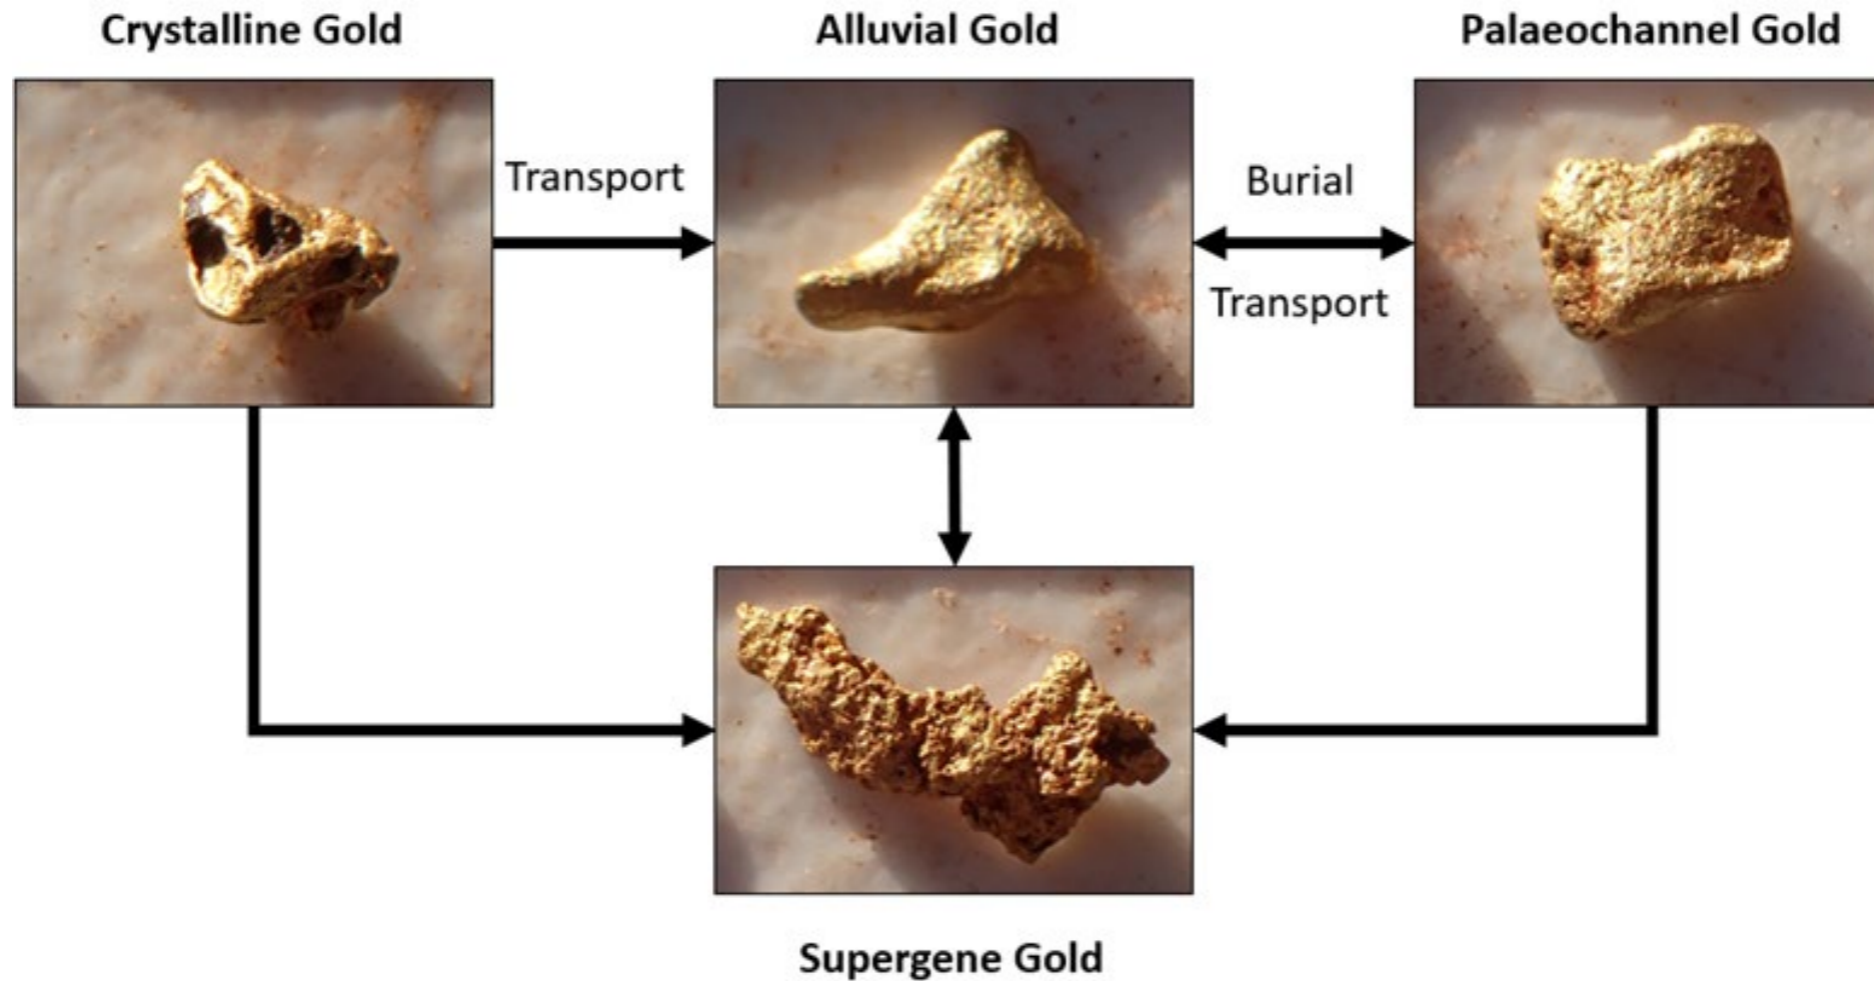 Crystalline Gold
Alluvial Gold
Palaeochannel Gold
Transport
Burial
Transport
Supergene Gold